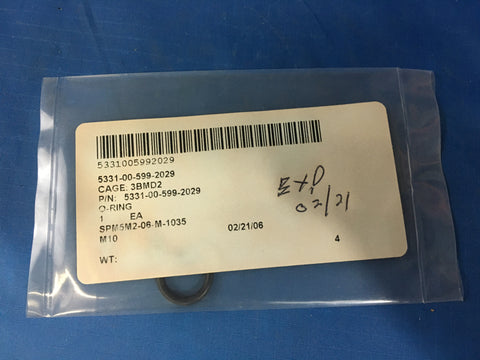 5331005992029
5331-00-599-2029
CAGE: 3BMD2
P/N: 5331-00-599-2029
O-RING
1 EA
SPM5M2-06-M-1035 02/21/06
M10 4
WT:
EXP
02/21